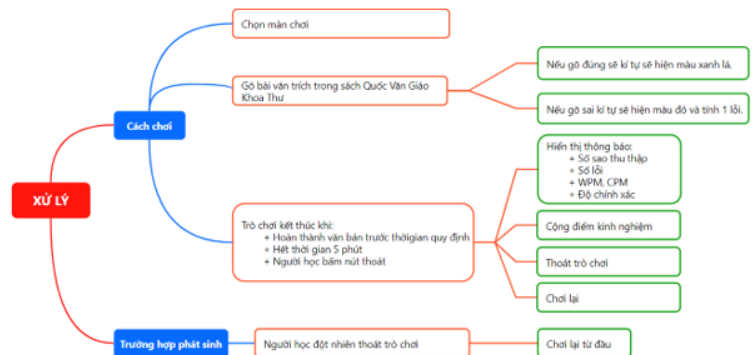 XỬ LÝ
Cách chơi
Chọn màn chơi
Gõ bài văn trích trong sách Quốc Văn Giáo
Khoa Thư
Nếu gõ đúng sẽ kí tự sẽ hiện màu xanh lá.
Nếu gõ sai kí tự sẽ hiện màu đỏ và tính 1 lỗi.
Trò chơi kết thúc khi:
+ Hoàn thành văn bản trước thờigian quy định
+ Hết thời gian 5 phút
+ Người học bấm nút thoát
Hiển thị thông báo:
+ Số sao thu thập
+ Số lỗi
+ WPM, CPM
+ Độ chính xác
Cộng điểm kinh nghiệm
Thoát trò chơi
Chơi lại
Trường hợp phát sinh
Người học đột nhiên thoát trò chơi
Chơi lại từ đầu